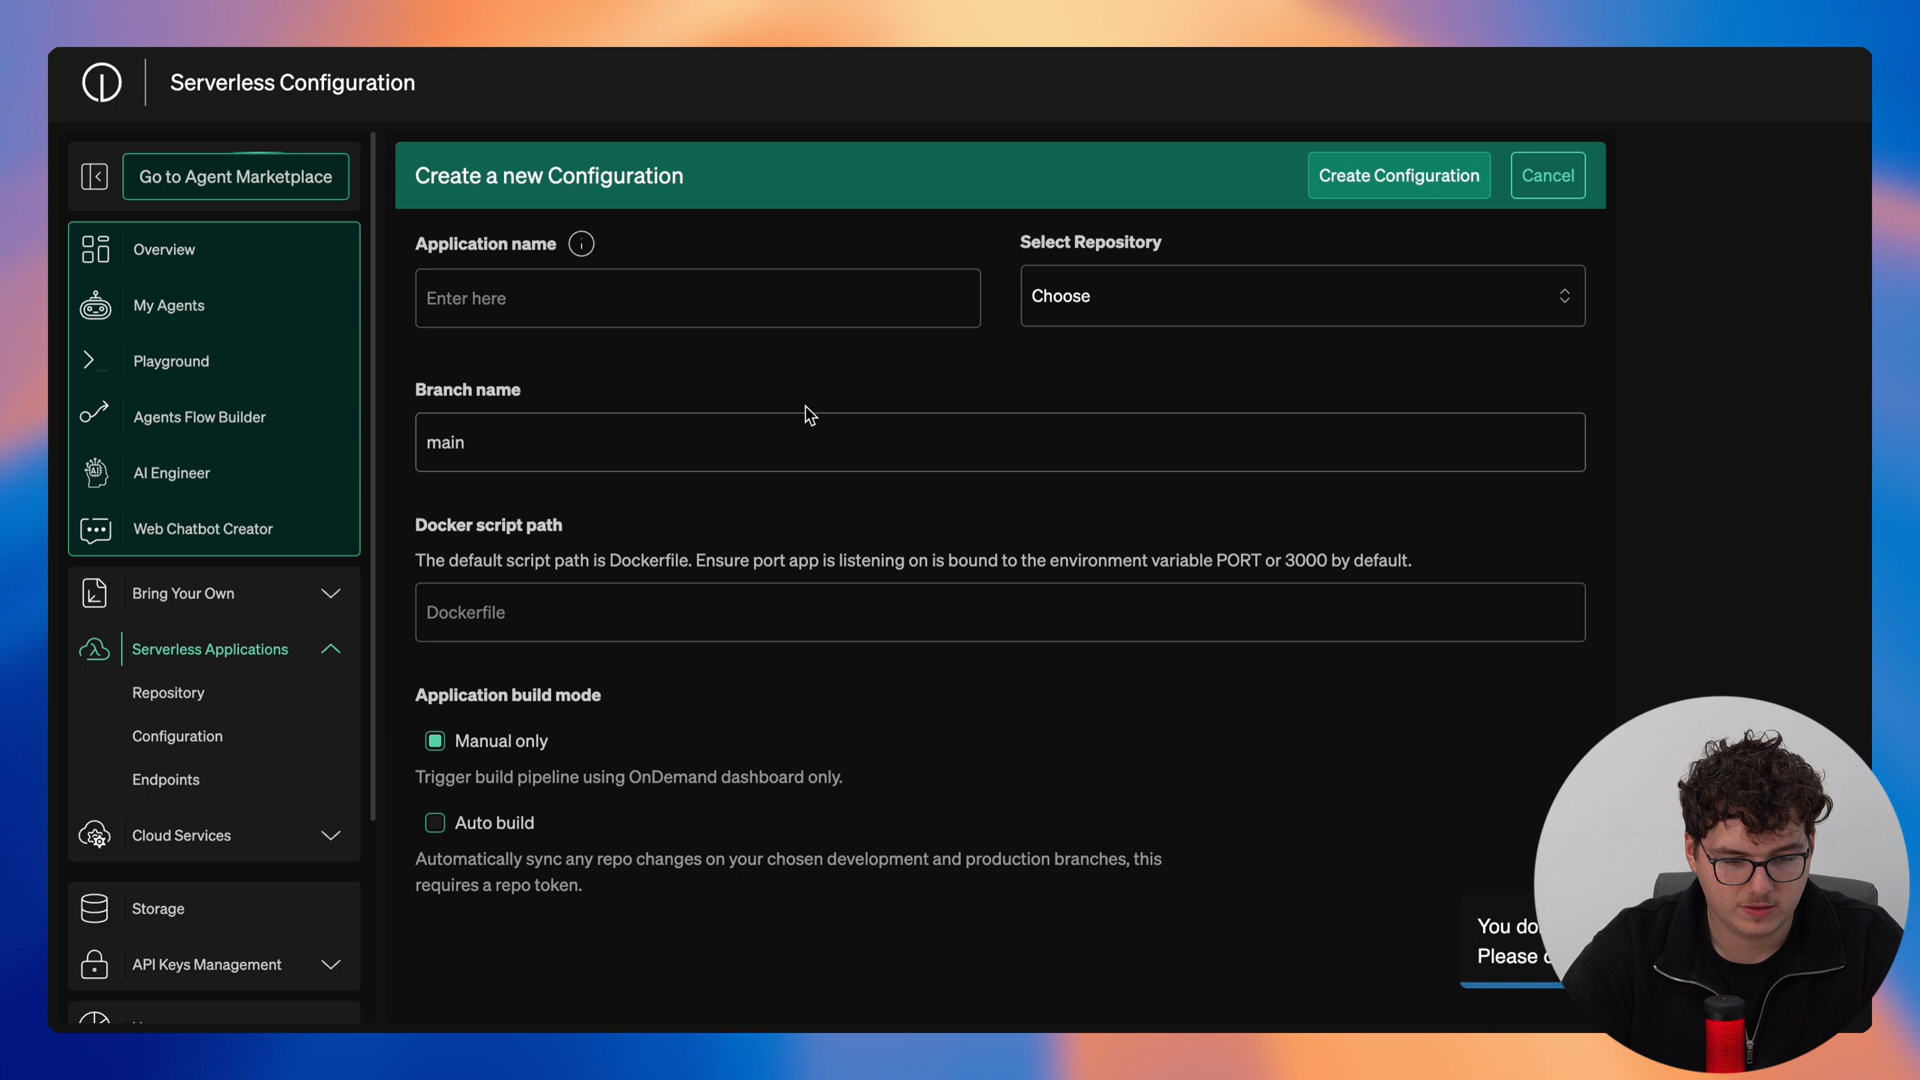 Serverless Configuration
Go to Agent Marketplace
Overview
My Agents
Playground
Agents Flow Builder
AI Engineer
Web Chatbot Creator
Bring Your Own
Serverless Applications
Repository
Configuration
Endpoints
Cloud Services
Storage
API Keys Management
Create a new Configuration
Create Configuration
Cancel
Application name
Enter here
Select Repository
Choose
Branch name
main
Docker script path
The default script path is Dockerfile. Ensure port app is listening on is bound to the environment variable PORT or 3000 by default.
Dockerfile
Application build mode
Manual only
Trigger build pipeline using OnDemand dashboard only.
Auto build
Automatically sync any repo changes on your chosen development and production branches, this
requires a repo token.
You do
Please